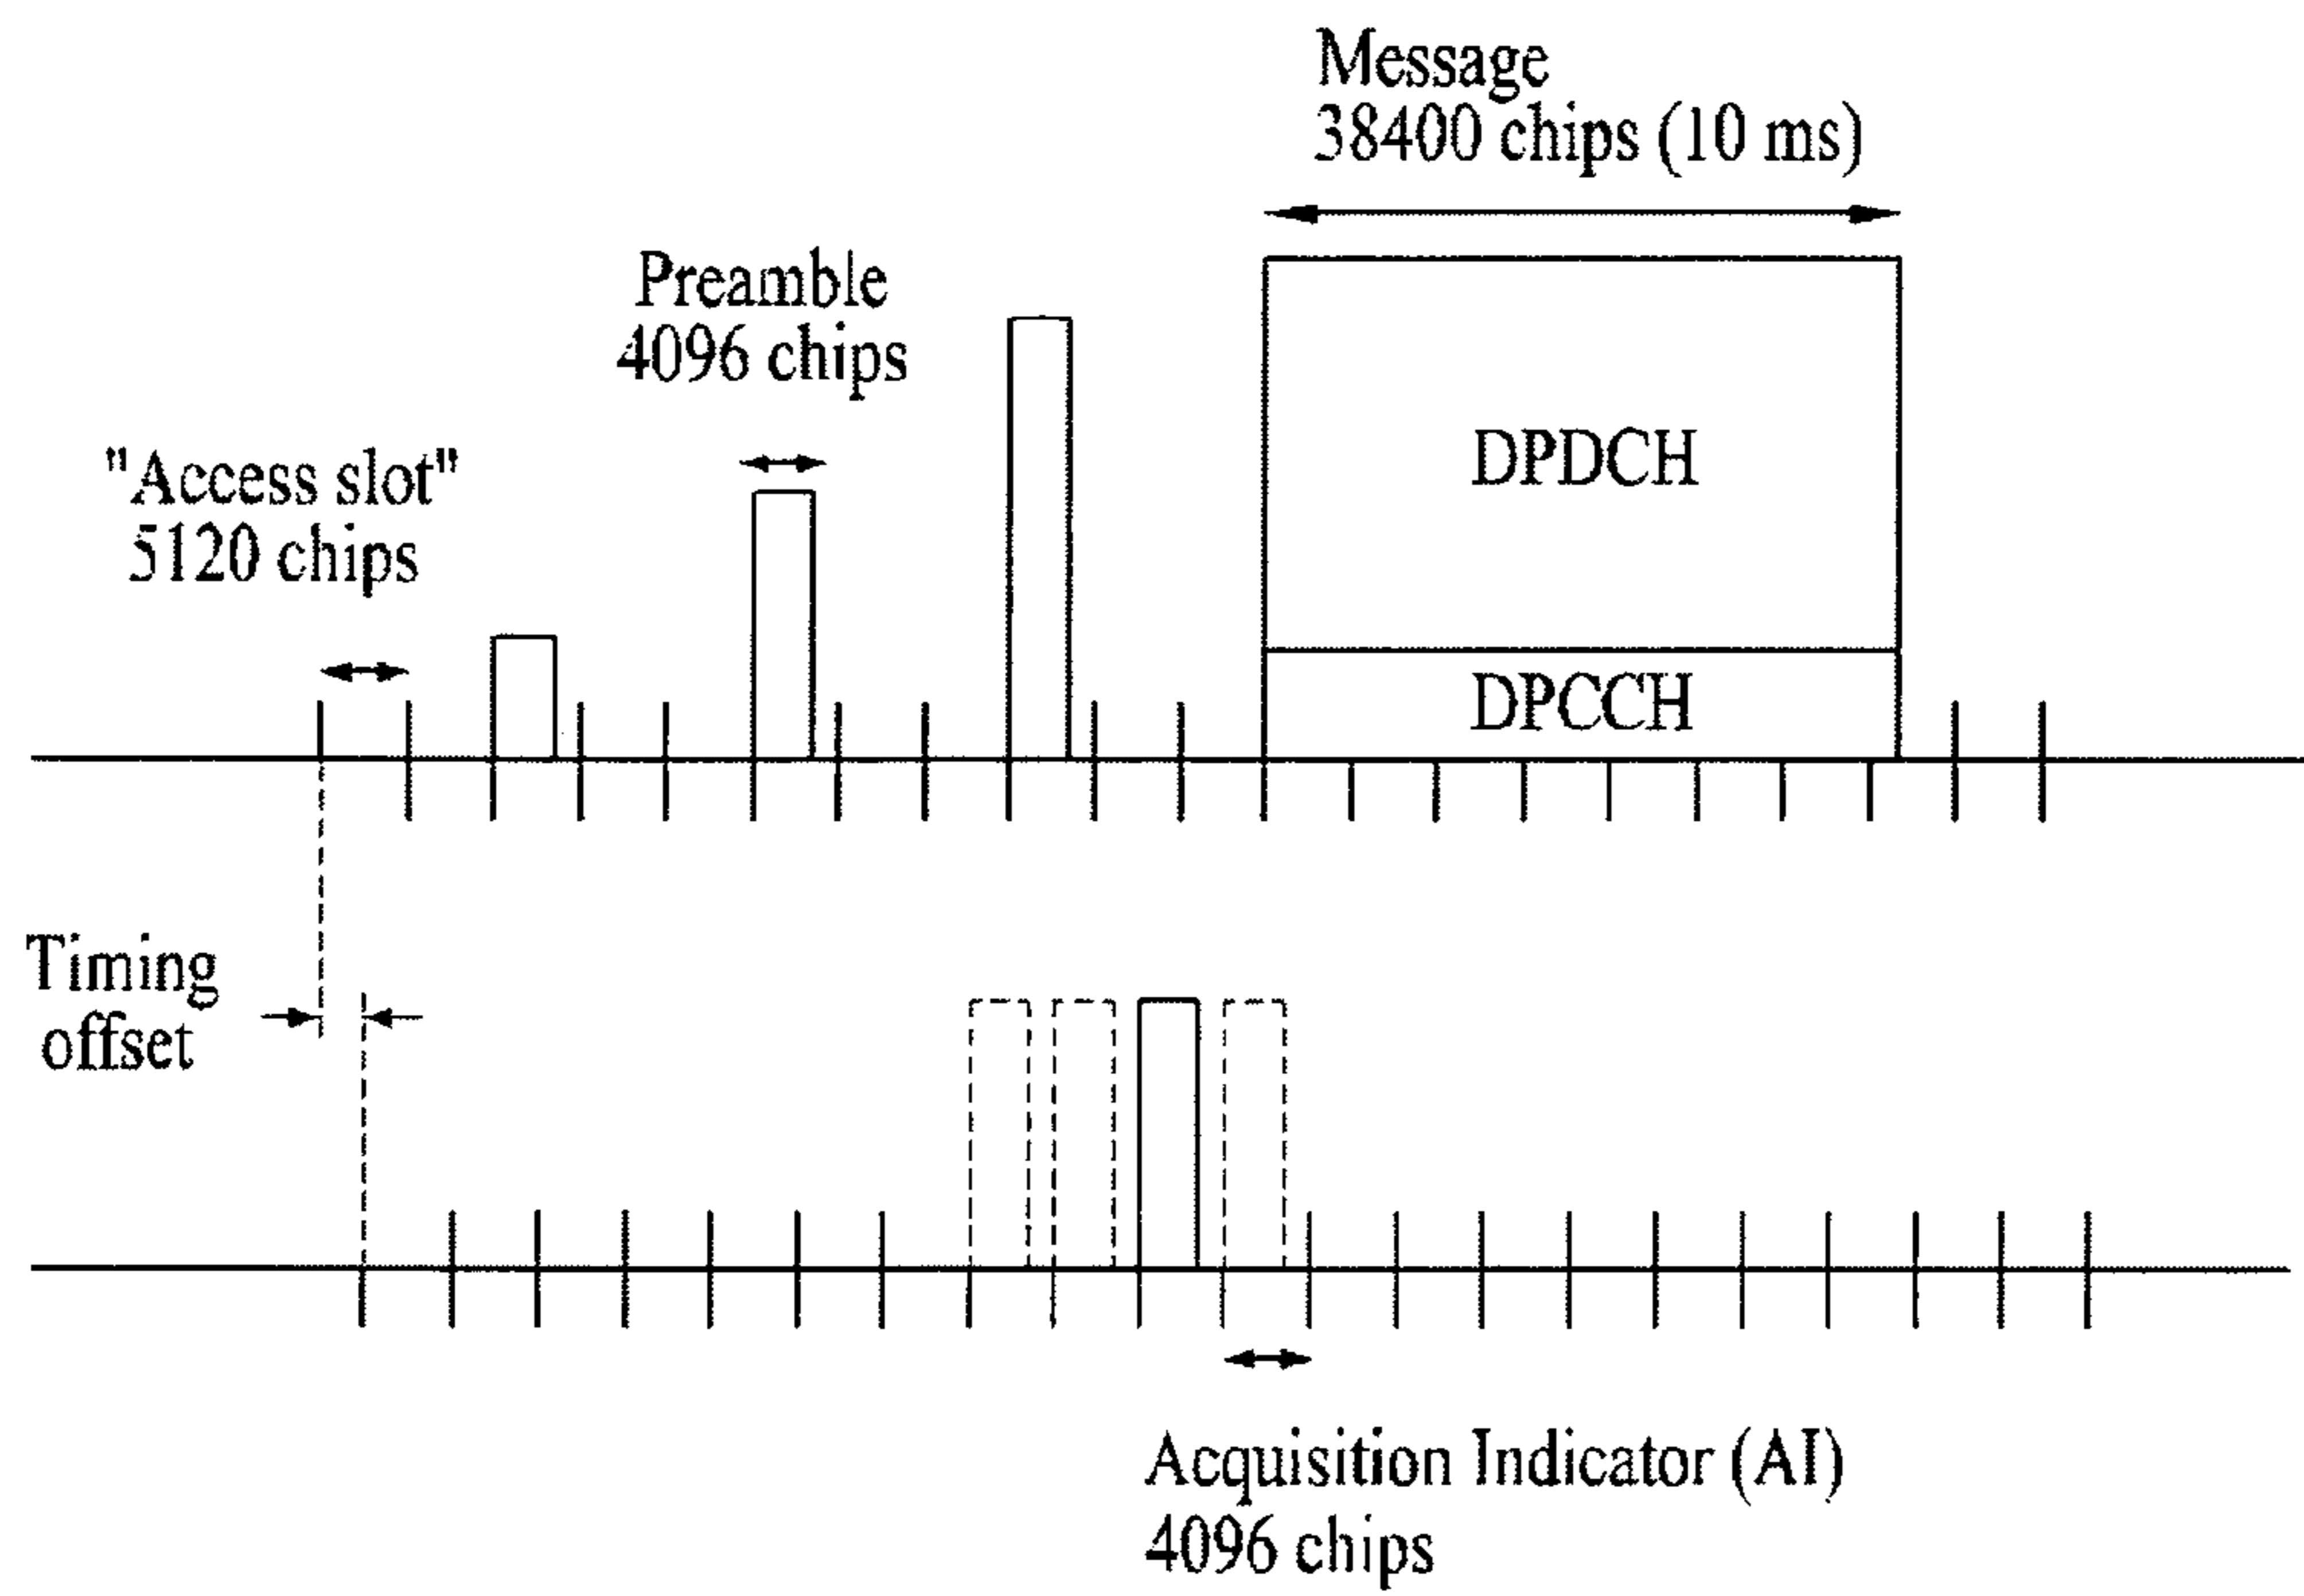 Message
38400 chips (10 ms)
Preamble
4096 chips
"Access slot"
5120 chips
DPDCH
DPCCH
Timing
offset
Acquisition Indicator (AI)
4096 chips